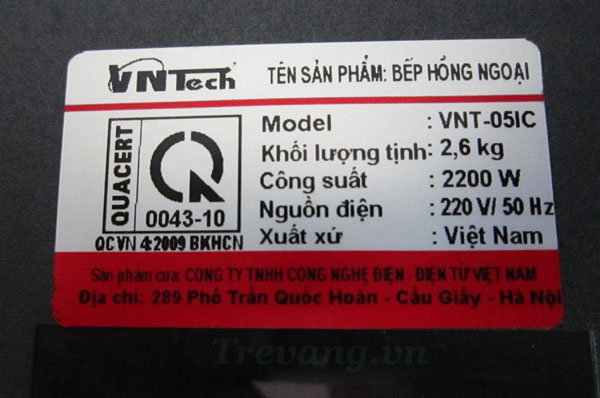 VNTech TÊN SẢN PHẨM: BẾP HỒNG NGOẠI
QUACERT
0043-10
QCVN 4:2009 BKHCN
Model : VNT-05IC
Khối lượng tịnh: 2,6 kg
Công suất : 2200 W
Nguồn điện : 220 V/ 50 Hz
Xuất xứ : Việt Nam
Sản phẩm của: CÔNG TY TNHH CÔNG NGHỆ ĐIỆN - ĐIỆN TỬ VIỆT NAM
Địa chỉ: 289 Phố Trần Quốc Hoàn - Cầu Giấy - Hà Nội
Trevang.vn